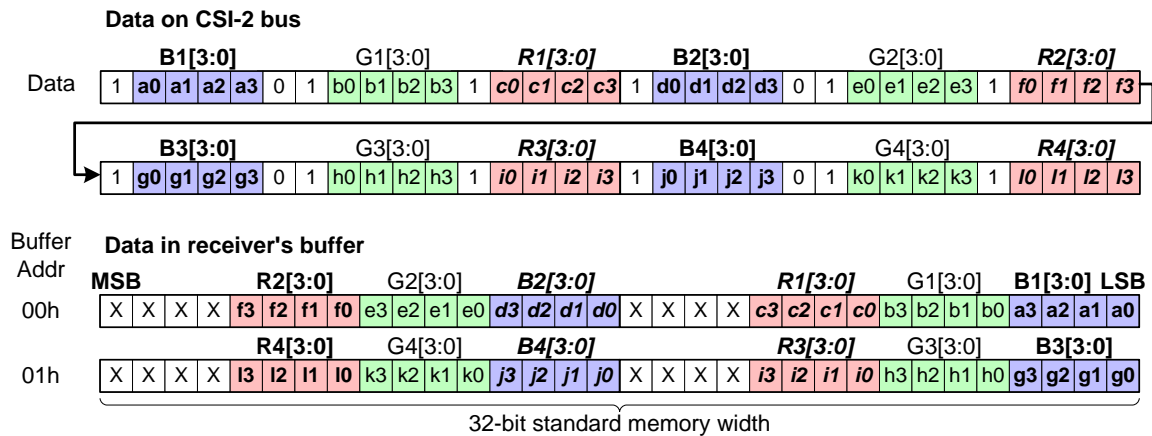 Data on CSI-2 bus
B1[3:0] G1[3:0] R1[3:0] B2[3:0] G2[3:0] R2[3:0]
Data 1 a0 a1 a2 a3 0 1 b0 b1 b2 b3 1 c0 c1 c2 c3 1 d0 d1 d2 d3 0 1 e0 e1 e2 e3 1 f0 f1 f2 f3
B3[3:0] G3[3:0] R3[3:0] B4[3:0] G4[3:0] R4[3:0]
1 g0 g1 g2 g3 0 1 h0 h1 h2 h3 1 i0 i1 i2 i3 1 j0 j1 j2 j3 0 1 k0 k1 k2 k3 1 l0 l1 l2 l3
Buffer Addr
Data in receiver's buffer
MSB R2[3:0] G2[3:0] B2[3:0] R1[3:0] G1[3:0] B1[3:0] LSB
00h X X X X f3 f2 f1 f0 e3 e2 e1 e0 d3 d2 d1 d0 X X X X c3 c2 c1 c0 b3 b2 b1 b0 a3 a2 a1 a0
R4[3:0] G4[3:0] B4[3:0] R3[3:0] G3[3:0] B3[3:0]
01h X X X X l3 l2 l1 l0 k3 k2 k1 k0 j3 j2 j1 j0 X X X X i3 i2 i1 i0 h3 h2 h1 h0 g3 g2 g1 g0
32-bit standard memory width